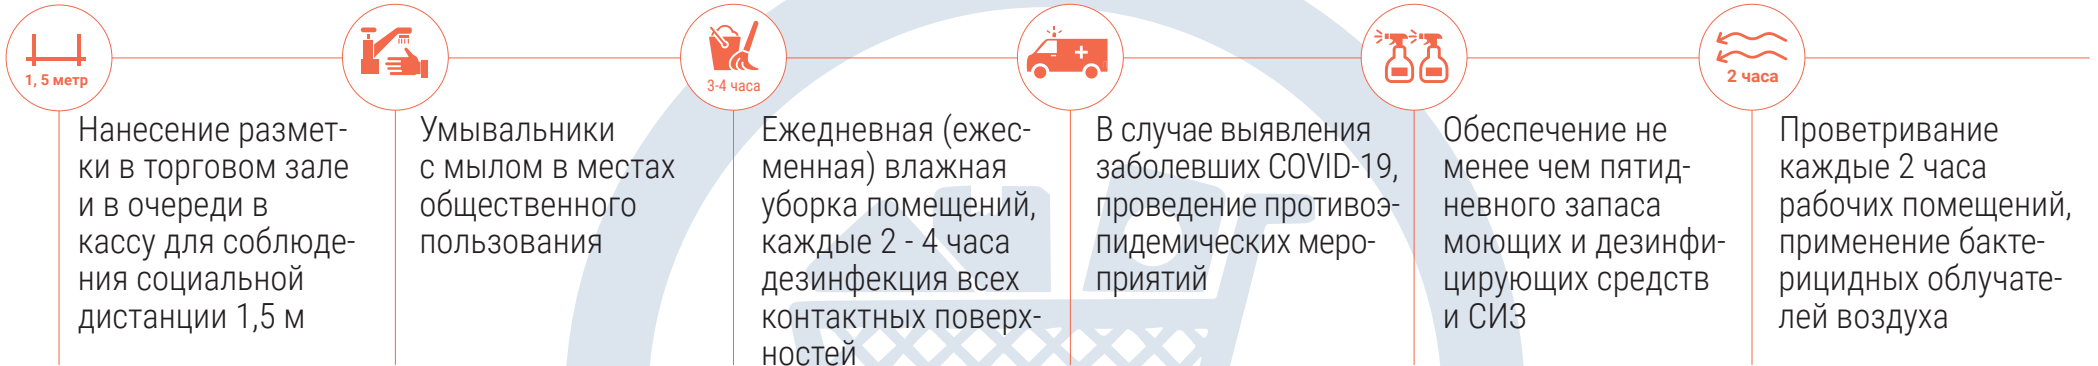 1, 5 метр
Нанесение размет-
ки в торговом зале
и в очереди в
кассу для соблюде-
ния социальной
дистанции 1,5 м
Умывальники
с мылом в местах
общественного
пользования
3-4 часа
Ежедневная (ежес-
менная) влажная
уборка помещений,
каждые 2 - 4 часа
дезинфекция всех
контактных поверх-
ностей
В случае выявления
заболевших COVID-19,
проведение противоэ-
пидемических меро-
приятий
Обеспечение не
менее чем пятид-
невного запаса
моющих и дезинфи-
цирующих средств
и СИЗ
2 часа
Проветривание
каждые 2 часа
рабочих помещений,
применение бакте-
рицидных облучате-
лей воздуха